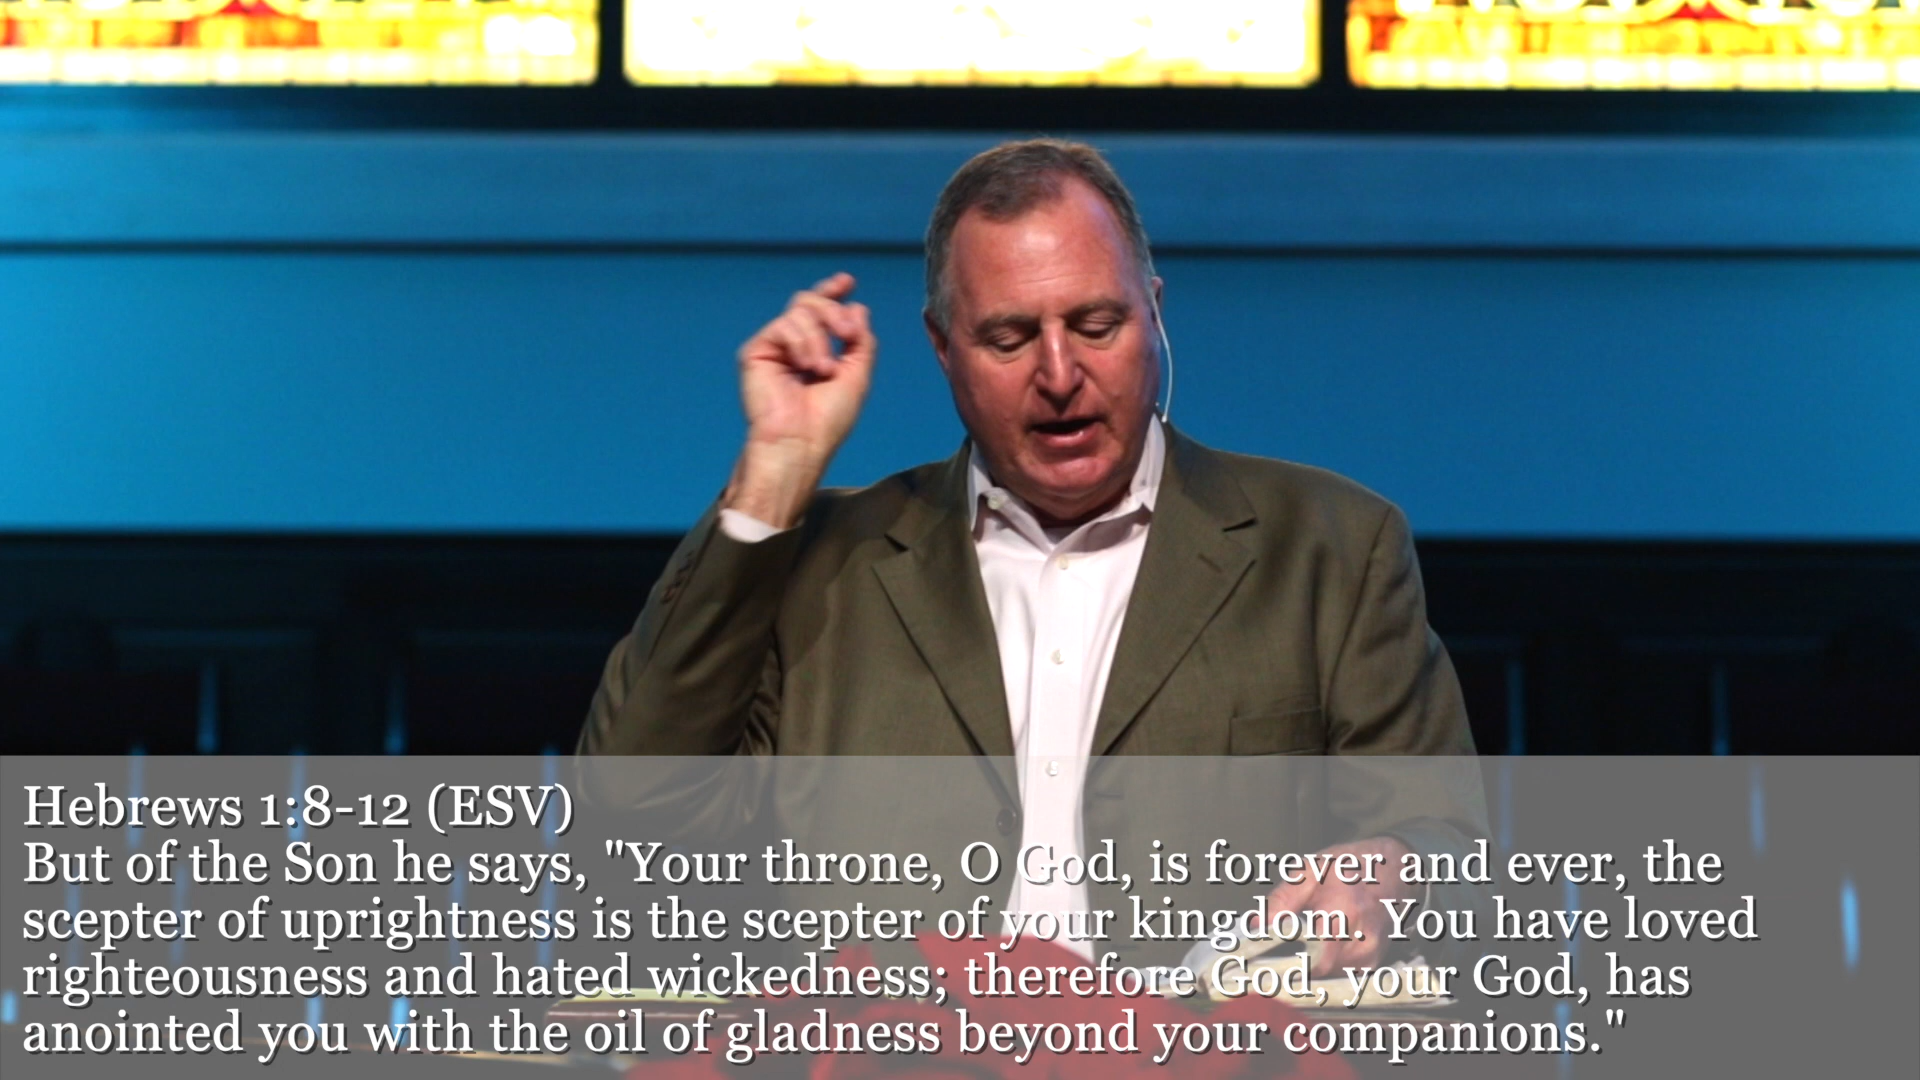 Hebrews 1:8-12 (ESV)
But of the Son he says, "Your throne, O God, is forever and ever, the
scepter of uprightness is the scepter of your kingdom. You have loved
righteousness and hated wickedness; therefore God, your God, has
anointed you with the oil of gladness beyond your companions."